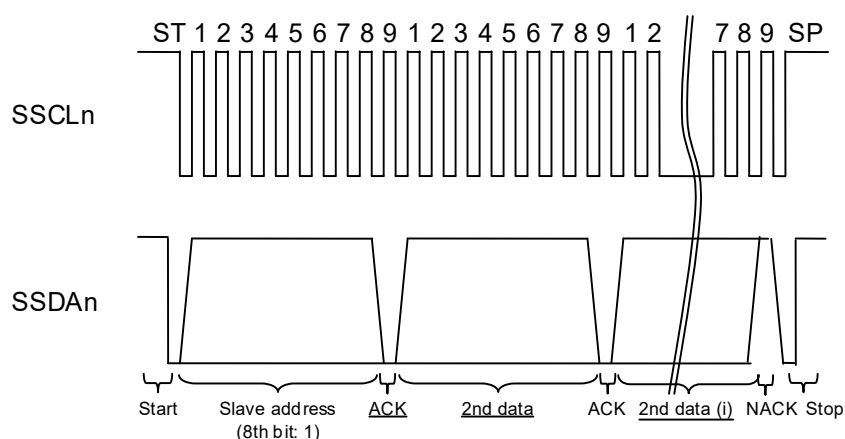 ST 1 2 3 4 5 6 7 8 9 1 2 3 4 5 6 7 8 9 1 2 7 8 9 SP
SSCLn
SSDAn
Start Slave address ACK 2nd data ACK 2nd data (i) NACK Stop
(8th bit: 1)